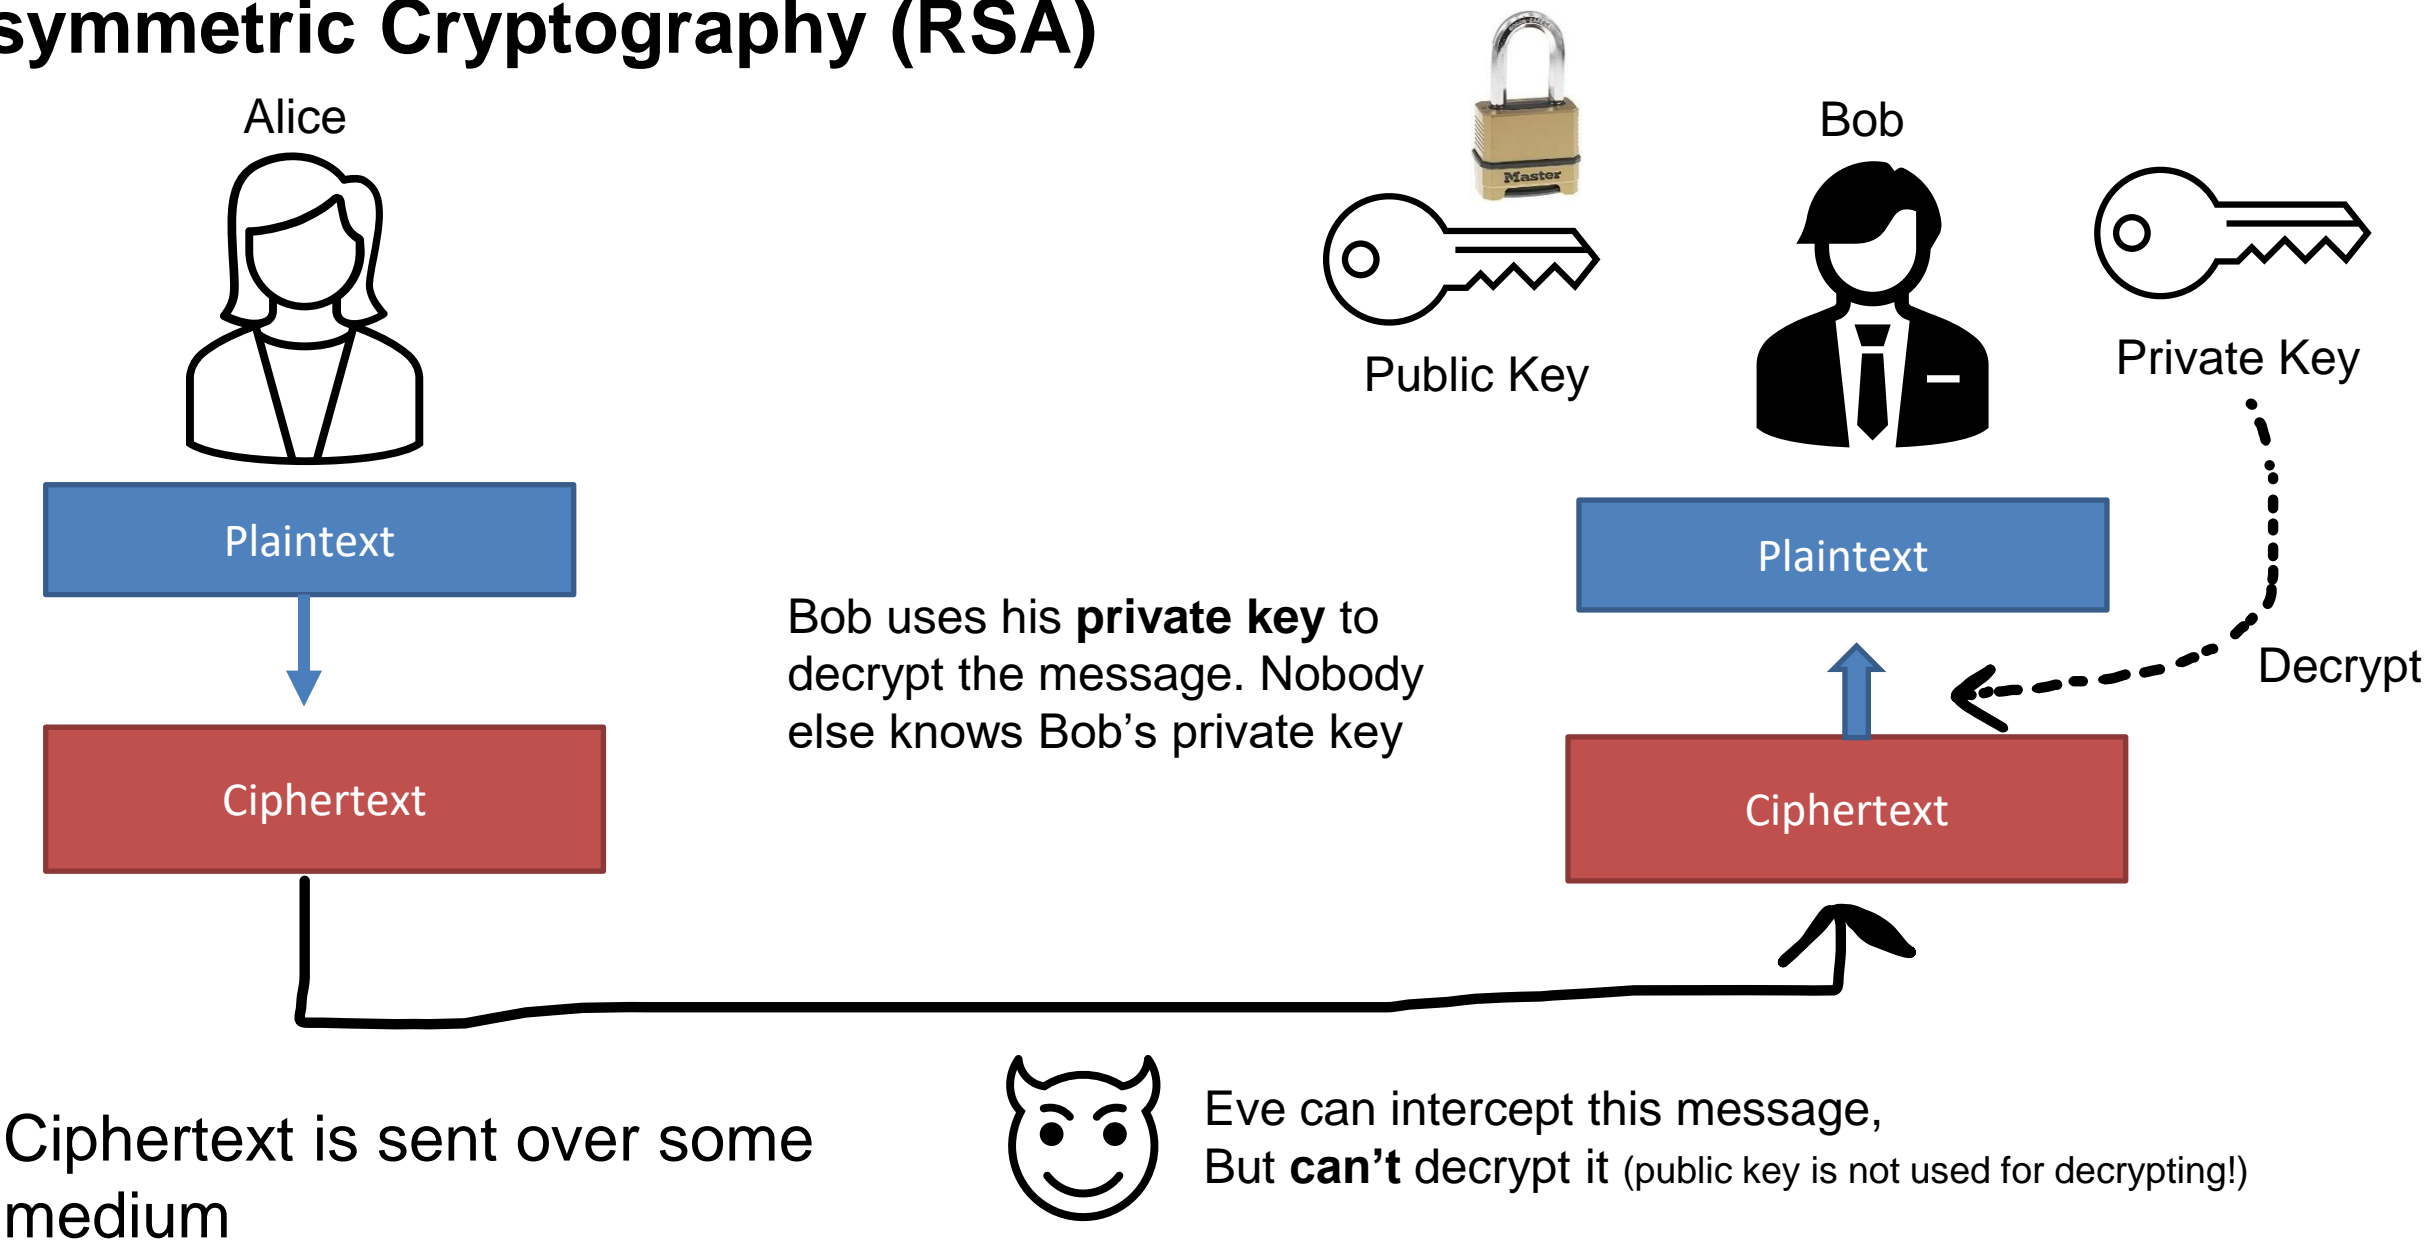 symmetric Cryptography (RSA)
Alice
Master
Bob
Public Key
Private Key
Plaintext
Plaintext
Bob uses his private key to
decrypt the message. Nobody
else knows Bob’s private key
Decrypt
Ciphertext
Ciphertext
Ciphertext is sent over some
medium
Eve can intercept this message,
But can’t decrypt it (public key is not used for decrypting!)